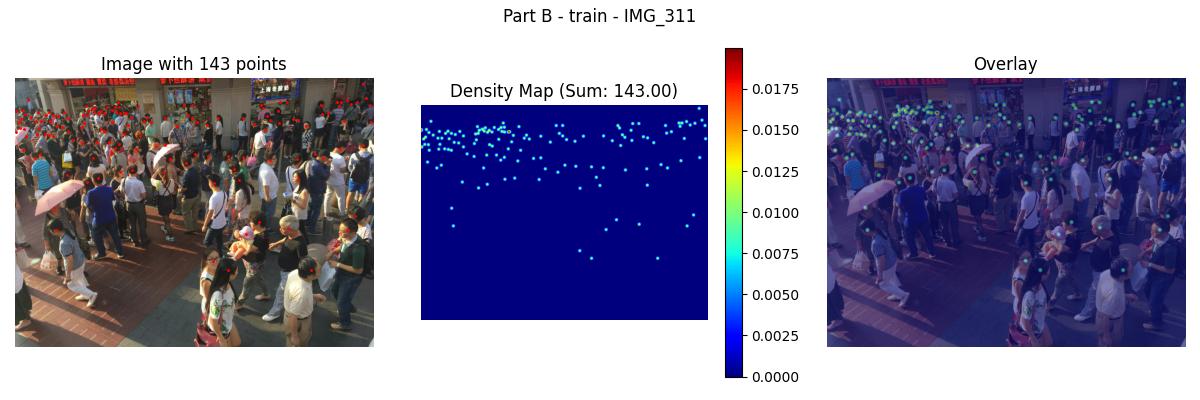 Part B - train - IMG_311
Image with 143 points
Density Map (Sum: 143.00)
Overlay
0.0175
0.0150
0.0125
0.0100
0.0075
0.0050
0.0025
0.0000